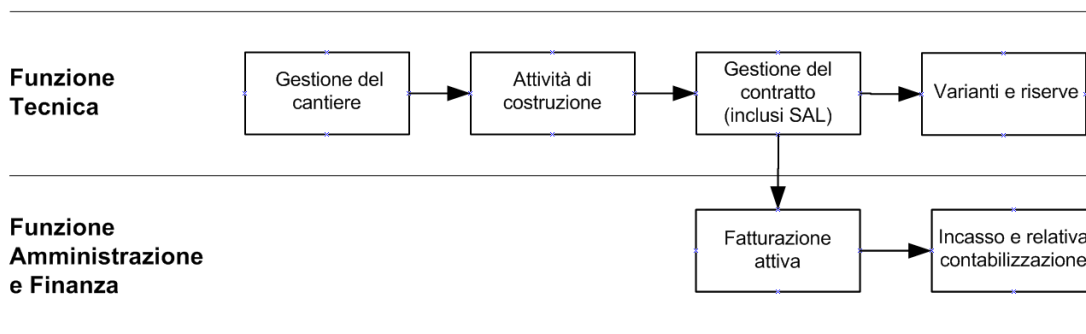 Funzione
Tecnica
Gestione del
cantiere
Attività di
costruzione
Gestione del
contratto
(inclusi SAL)
Varianti e riserve
Funzione
Amministrazione
e Finanza
Fatturazione
attiva
Incasso e relativa
contabilizzazione